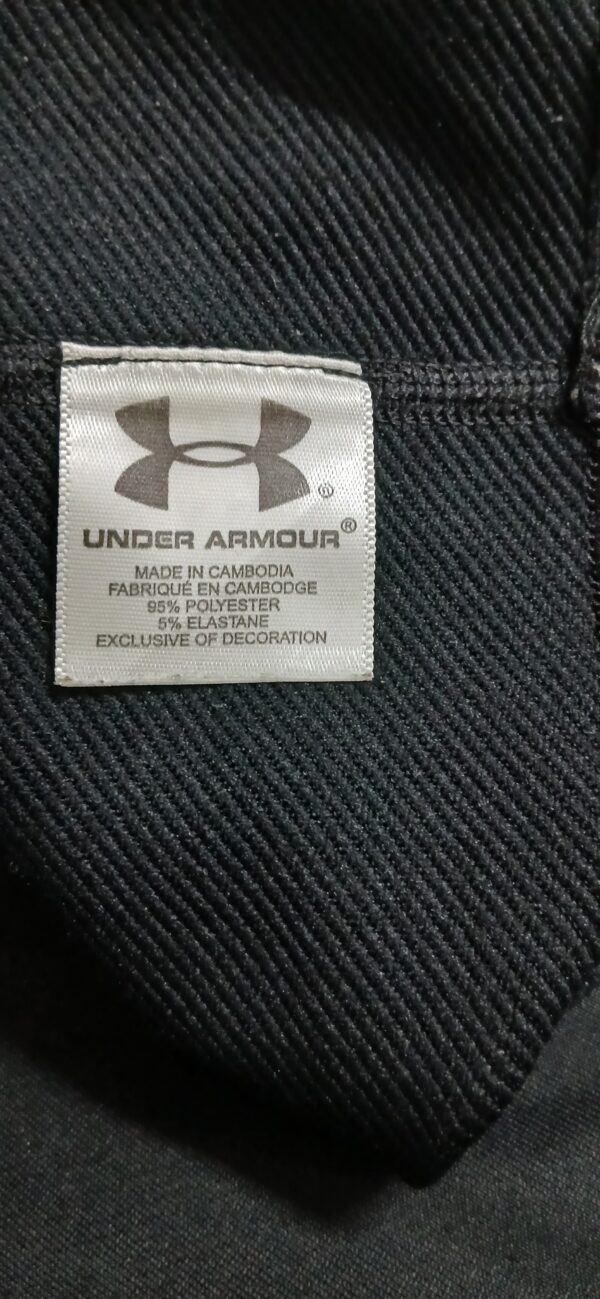 ®
UNDER ARMOUR®
MADE IN CAMBODIA
FABRIQUÉ EN CAMBODGE
95% POLYESTER
5% ELASTANE
EXCLUSIVE OF DECORATION